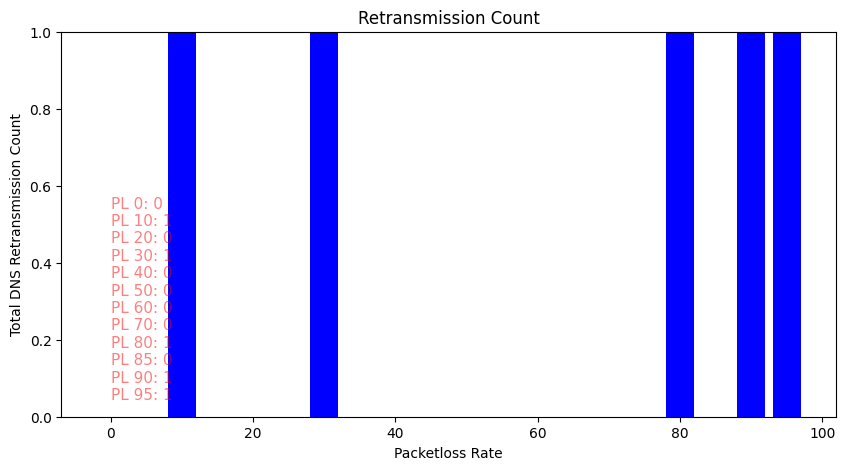 Retransmission Count
1.0
0.8
0.6
0.4
0.2
0.0
Total DNS Retransmission Count
PL 0: 0
PL 10: 1
PL 20: 0
PL 30: 1
PL 40: 0
PL 50: 0
PL 60: 0
PL 70: 0
PL 80: 1
PL 85: 0
PL 90: 1
PL 95: 1
0 20 40 60 80 100
Packetloss Rate